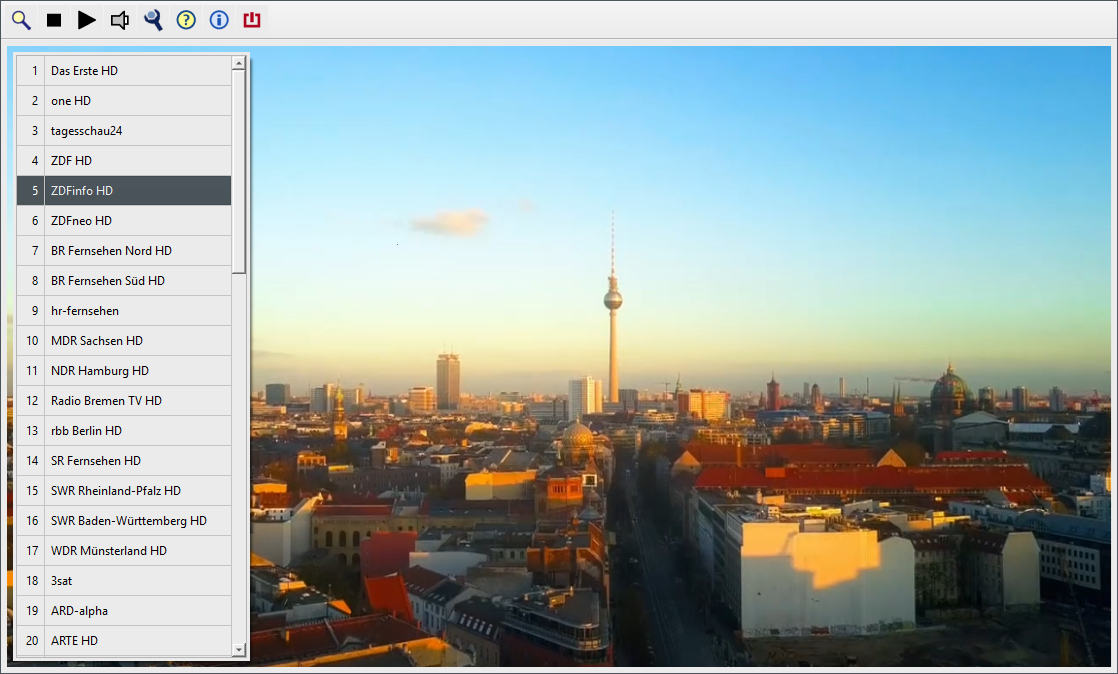 1 Das Erste HD
2 one HD
3 tagesschau24
4 ZDF HD
5 ZDFinfo HD
6 ZDFneo HD
7 BR Fernsehen Nord HD
8 BR Fernsehen Süd HD
9 hr-fernsehen
10 MDR Sachsen HD
11 NDR Hamburg HD
12 Radio Bremen TV HD
13 rbb Berlin HD
14 SR Fernsehen HD
15 SWR Rheinland-Pfalz HD
16 SWR Baden-Württemberg HD
17 WDR Münsterland HD
18 3sat
19 ARD-alpha
20 ARTE HD